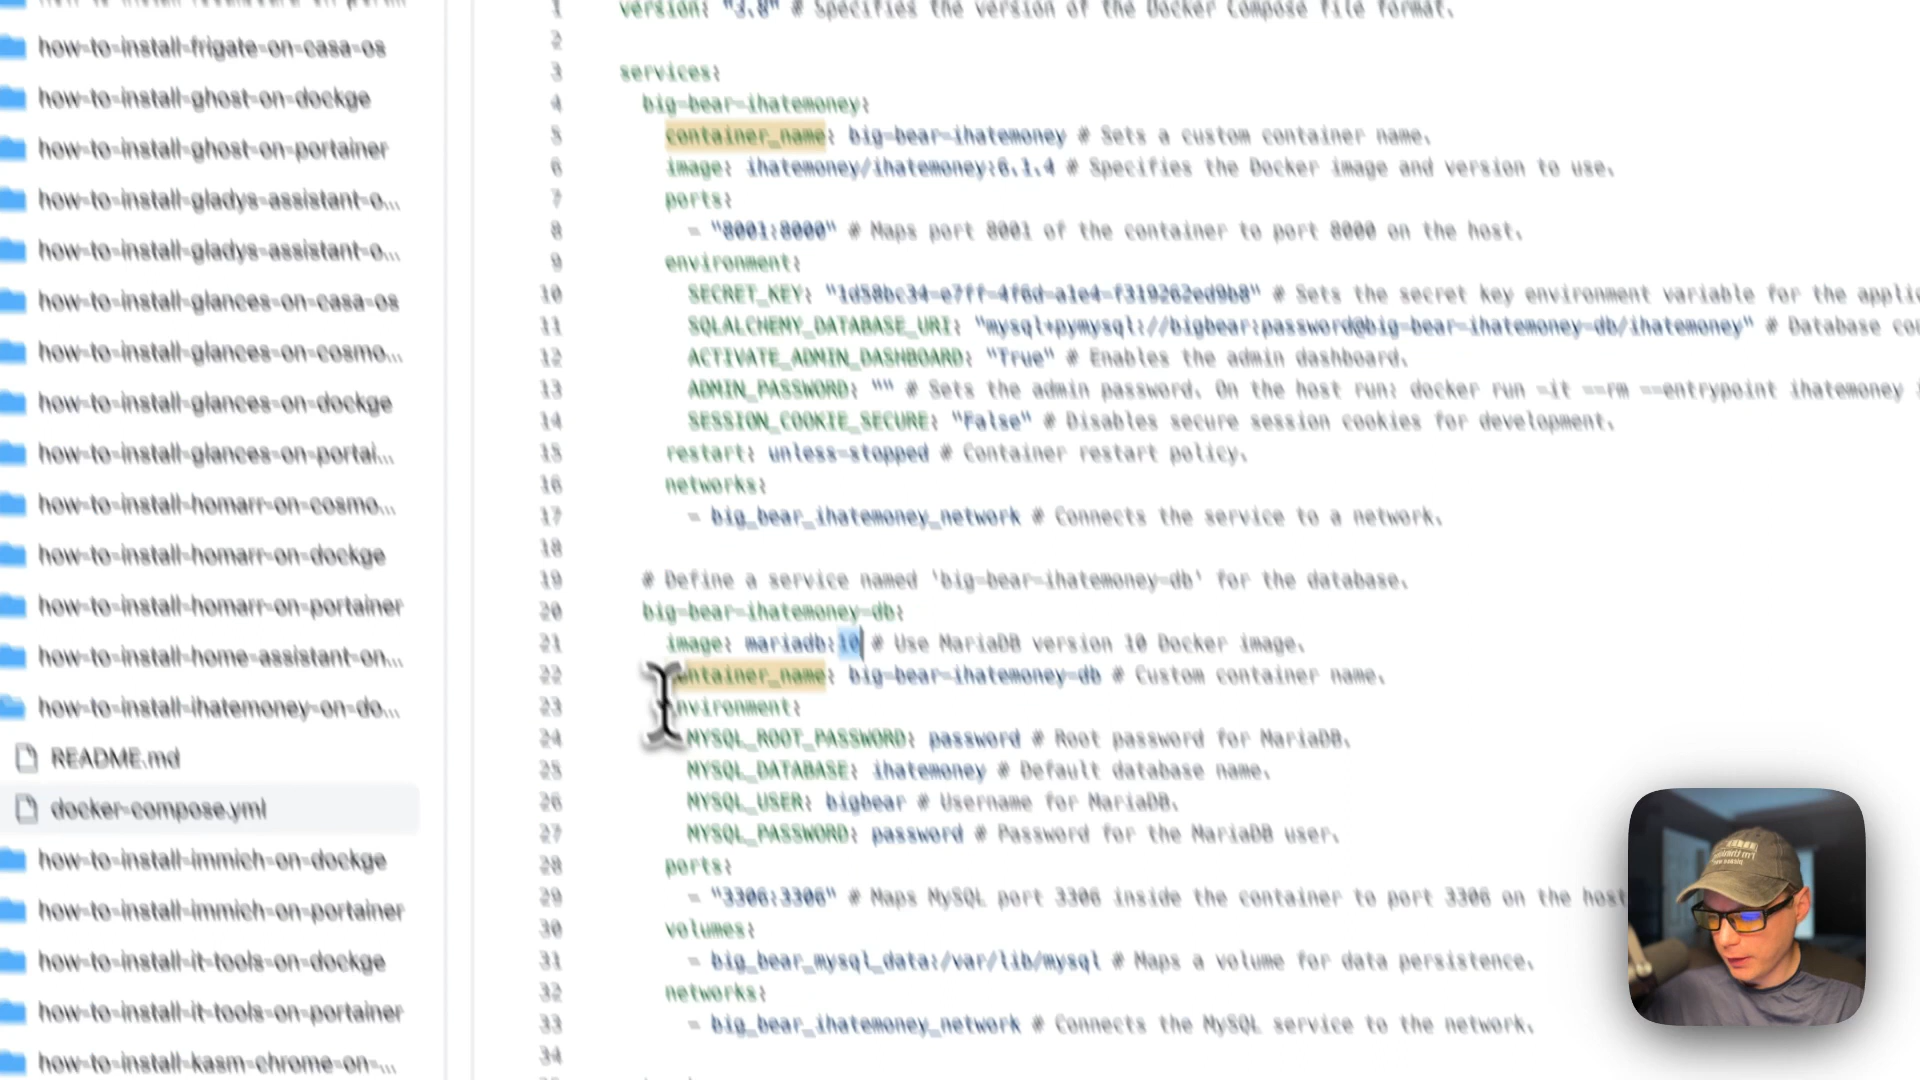 how-to-install-frigate-on-casa-os
how-to-install-ghost-on-dockge
how-to-install-ghost-on-portainer
how-to-install-gladys-assistant-o...
how-to-install-gladys-assistant-o...
how-to-install-glances-on-casa-os
how-to-install-glances-on-cosmo...
how-to-install-glances-on-dockge
how-to-install-glances-on-portai...
how-to-install-homarr-on-cosmo...
how-to-install-homarr-on-dockge
how-to-install-homarr-on-portainer
how-to-install-home-assistant-on...
how-to-install-ihatemoney-on-do...
README.md
docker-compose.yml
how-to-install-immich-on-dockge
how-to-install-immich-on-portainer
how-to-install-it-tools-on-dockge
how-to-install-it-tools-on-portainer
how-to-install-kasm-chrome-on-...
1 version: "3.8" # Specifies the version of the Docker Compose file format.
2
3 services:
4 big-bear-ihatemoney:
5 container_name: big-bear-ihatemoney # Sets a custom container name.
6 image: ihatemoney/ihatemoney:6.1.4 # Specifies the Docker image and version to use.
7 ports:
8 - "8001:8000" # Maps port 8001 of the container to port 8000 on the host.
9 environment:
10 SECRET_KEY: "1d58bc34-e7ff-4f6d-a1e4-f319262ed9b8" # Sets the secret key environment variable for the applic
11 SQLALCHEMY_DATABASE_URI: "mysql+pymysql://bigbear:password@big-bear-ihatemoney-db/ihatemoney" # Database con
12 ACTIVATE_ADMIN_DASHBOARD: "True" # Enables the admin dashboard.
13 ADMIN_PASSWORD: "" # Sets the admin password. On the host run: docker run -it --rm --entrypoint ihatemoney
14 SESSION_COOKIE_SECURE: "False" # Disables secure session cookies for development.
15 restart: unless-stopped # Container restart policy.
16 networks:
17 - big_bear_ihatemoney_network # Connects the service to a network.
18
19 # Define a service named 'big-bear-ihatemoney-db' for the database.
20 big-bear-ihatemoney-db:
21 image: mariadb:10 # Use MariaDB version 10 Docker image.
22 ntainer_name: big-bear-ihatemoney-db # Custom container name.
23 nvironment:
24 MYSQL_ROOT_PASSWORD: password # Root password for MariaDB.
25 MYSQL_DATABASE: ihatemoney # Default database name.
26 MYSQL_USER: bigbear # Username for MariaDB.
27 MYSQL_PASSWORD: password # Password for the MariaDB user.
28 ports:
29 - "3306:3306" # Maps MySQL port 3306 inside the container to port 3306 on the host
30 volumes:
31 - big_bear_mysql_data:/var/lib/mysql # Maps a volume for data persistence.
32 networks:
33 - big_bear_ihatemoney_network # Connects the MySQL service to the network.
34